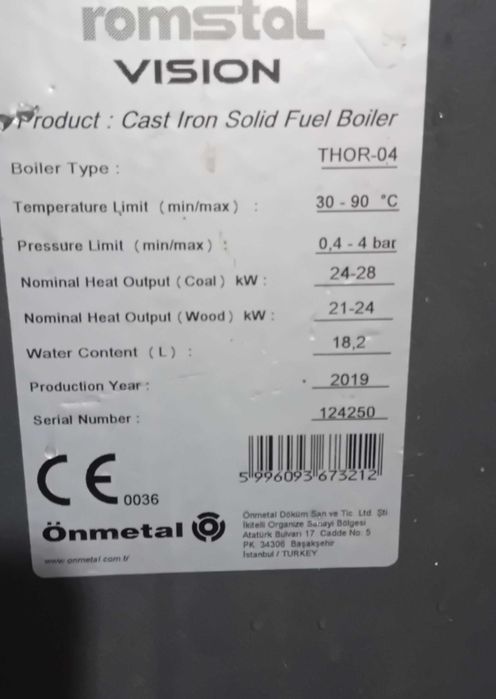 romstal
VISION
Product : Cast Iron Solid Fuel Boiler
Boiler Type : THOR-04
Temperature Limit (min/max) : 30 - 90 °C
Pressure Limit (min/max) : 0,4 - 4 bar
Nominal Heat Output (Coal) kW : 24-28
Nominal Heat Output (Wood) kW : 21-24
Water Content (L) : 18,2
Production Year : 2019
Serial Number : 124250
CE 0036
5 996093 673212
Önmetal
www.onmetal.com.tr
Önmetal Döküm San ve Tic. Ltd. Şti
İkitelli Organize Sanayi Bölgesi
Atatürk Bulvarı 17. Cadde No: 5
PK 34306 Başakşehir
İstanbul / TURKEY